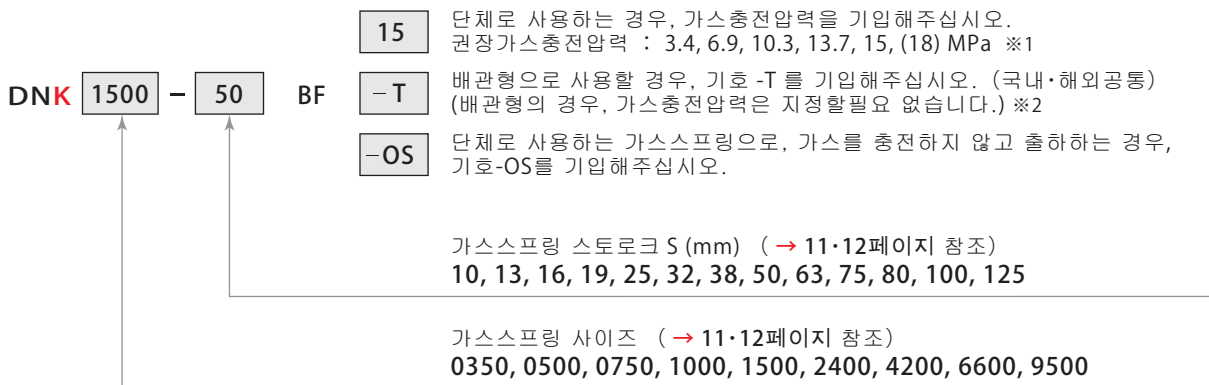 15 단체로 사용하는 경우, 가스충전압력을 기입해주십시오.
권장가스충전압력 : 3.4, 6.9, 10.3, 13.7, 15, (18) MPa ※1
DNK 1500 – 50 BF –T 배관형으로 사용할 경우, 기호 -T 를 기입해주십시오. (국내·해외공통)
(배관형의 경우, 가스충전압력은 지정할필요 없습니다.) ※2
–OS 단체로 사용하는 가스스프링으로, 가스를 충전하지 않고 출하하는 경우,
기호-OS를 기입해주십시오.
가스스프링 스토로크 S (mm) (→ 11·12페이지 참조)
10, 13, 16, 19, 25, 32, 38, 50, 63, 75, 80, 100, 125
가스스프링 사이즈 (→ 11·12페이지 참조)
0350, 0500, 0750, 1000, 1500, 2400, 4200, 6600, 9500